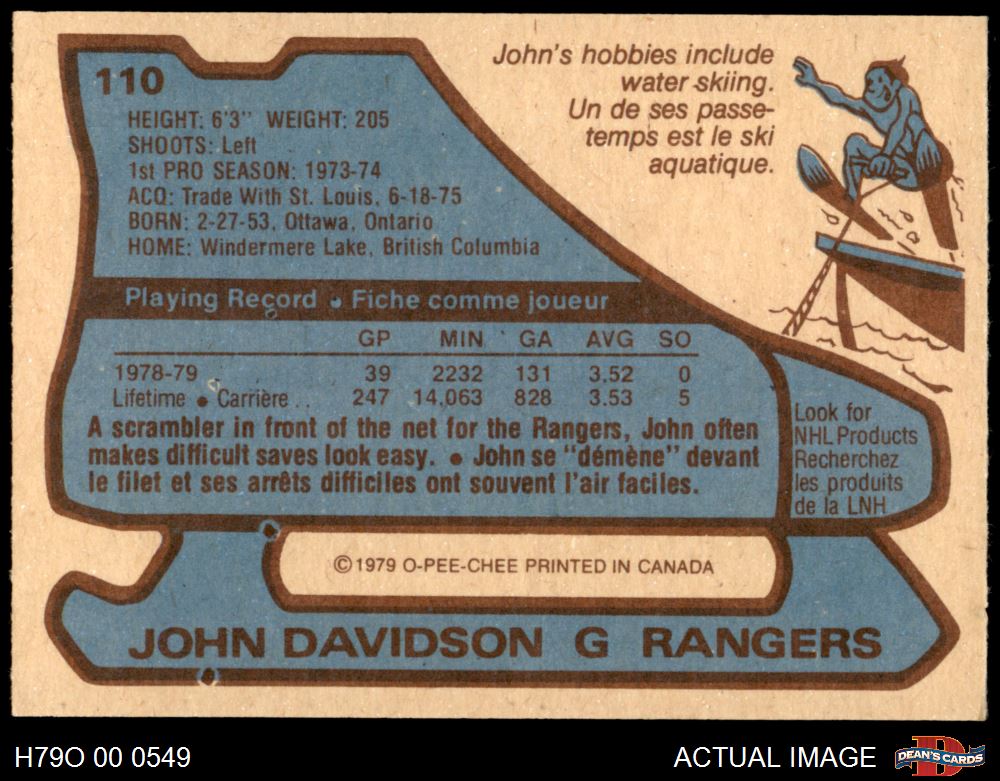 110
John's hobbies include
water skiing.
Un de ses passe-
temps est le ski
aquatique.
HEIGHT: 6'3" WEIGHT: 205
SHOOTS: Left
1st PRO SEASON: 1973-74
ACQ: Trade With St. Louis, 6-18-75
BORN: 2-27-53, Ottawa, Ontario
HOME: Windermere Lake, British Columbia
Playing Record • Fiche comme joueur
GP MIN GA AVG SO
1978-79 39 2232 131 3.52 0
Lifetime • Carrière .. 247 14,063 828 3.53 5
A scrambler in front of the net for the Rangers, John often
makes difficult saves look easy. • John se "démène" devant
le filet et ses arrêts difficiles ont souvent l'air faciles.
Look for
NHL Products
Recherchez
les produits
de la LNH
©1979 O-PEE-CHEE PRINTED IN CANADA
JOHN DAVIDSON G RANGERS
H79O 00 0549
ACTUAL IMAGE
D
DEAN'S CARDS